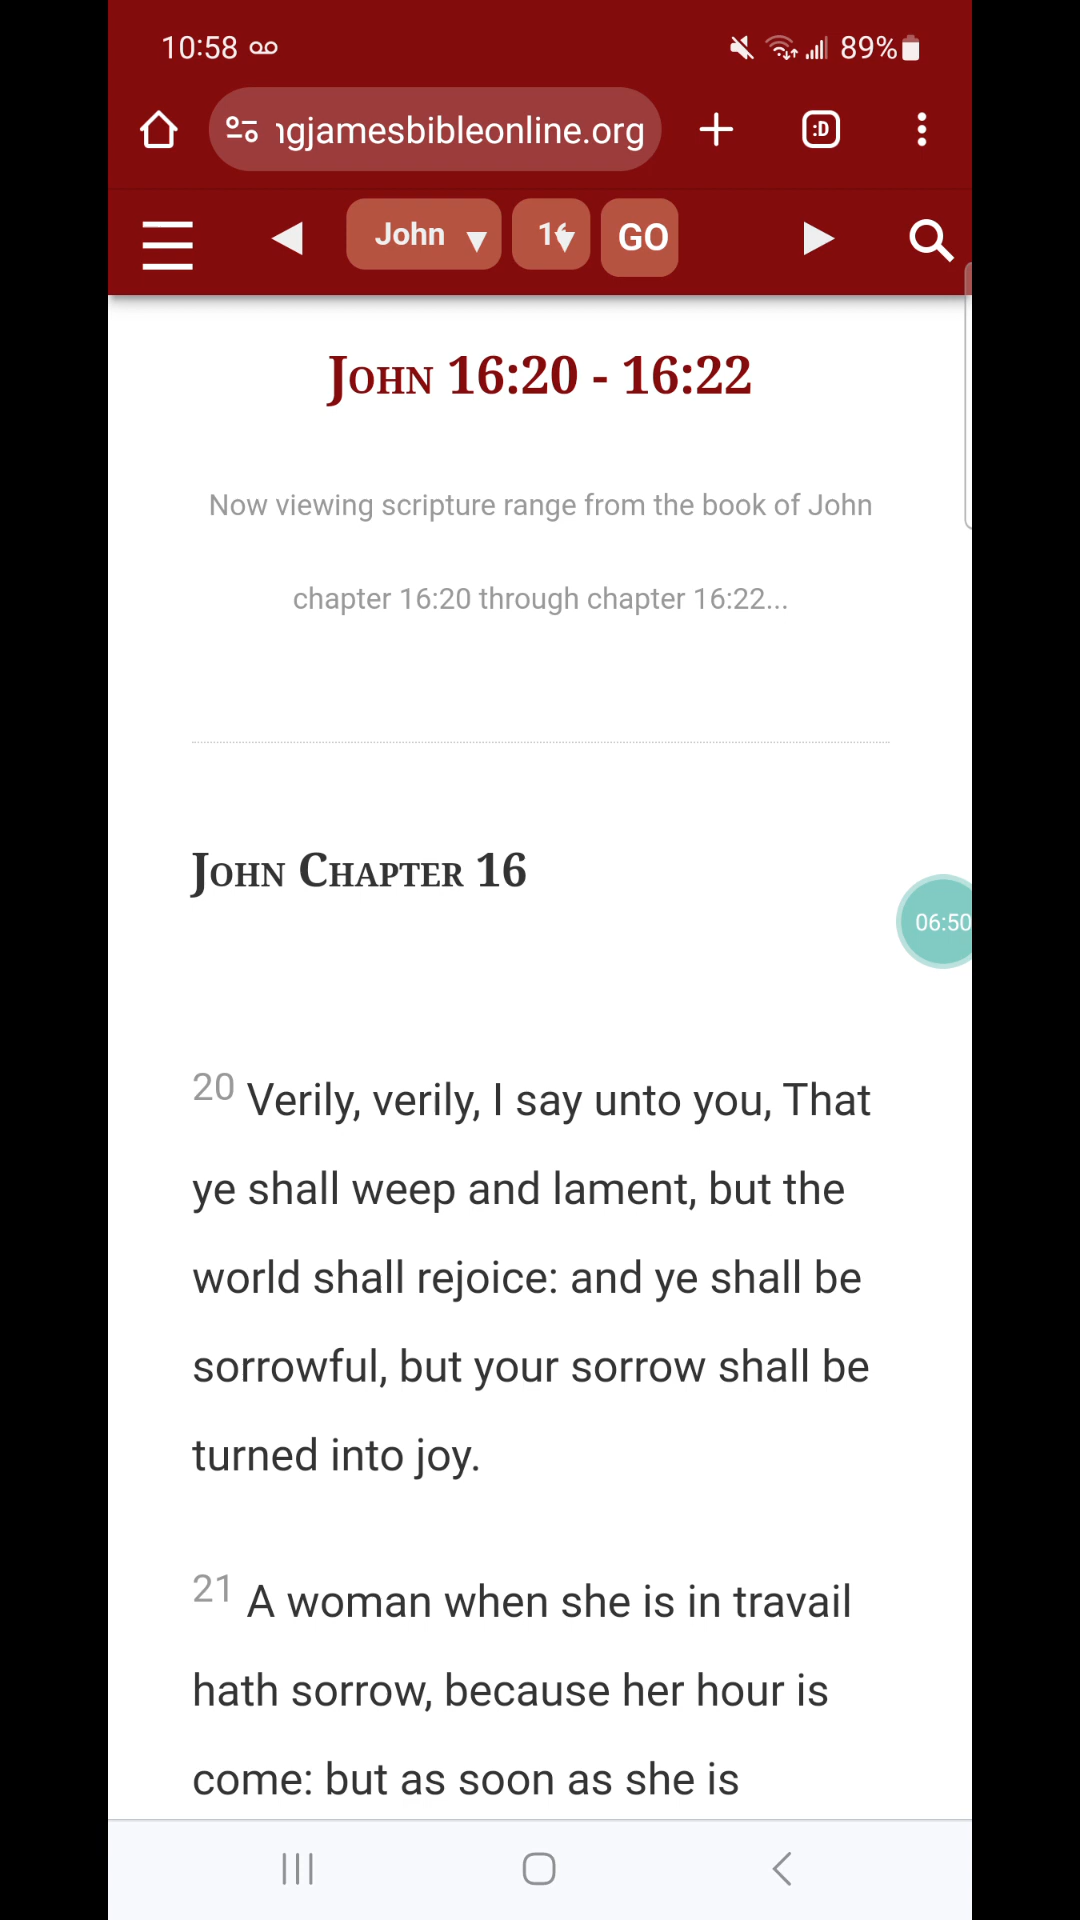 10:58
89%
ngjamesbibleonline.org
:D
John
16
GO
John 16:20 - 16:22
Now viewing scripture range from the book of John
chapter 16:20 through chapter 16:22...
John Chapter 16
06:50
20 Verily, verily, I say unto you, That
ye shall weep and lament, but the
world shall rejoice: and ye shall be
sorrowful, but your sorrow shall be
turned into joy.
21 A woman when she is in travail
hath sorrow, because her hour is
come: but as soon as she is